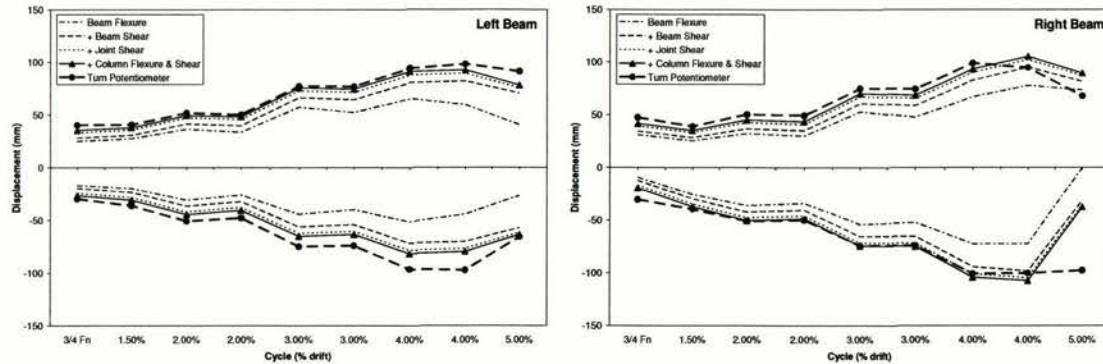 Left Beam
Beam Flexure
+ Beam Shear
+ Joint Shear
+ Column Flexure & Shear
Turn Potentiometer
150
100
50
0
-50
-100
-150
Displacement (mm)
3/4 Fn 1.50% 2.00% 2.00% 3.00% 3.00% 4.00% 4.00% 5.00%
Cycle (% drift)
Right Beam
Beam Flexure
+ Beam Shear
+ Joint Shear
+ Column Flexure & Shear
Turn Potentiometer
150
100
50
0
-50
-100
-150
Displacement (mm)
3/4 Fn 1.50% 2.00% 2.00% 3.00% 3.00% 4.00% 4.00% 5.00%
Cycle (% drift)